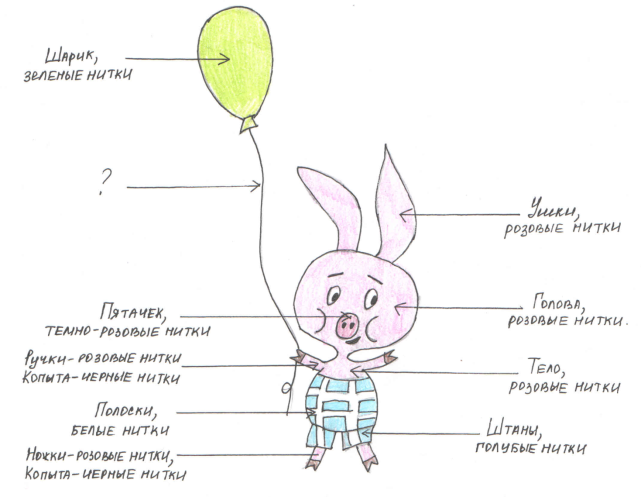 Шарик,
зеленые нитки
?
Ушки,
розовые нитки
Пятачек,
темно-розовые нитки
Голова,
розовые нитки.
Ручки-розовые нитки
Копыта-черные нитки
Тело,
розовые нитки
Полоски,
белые нитки
Штаны,
голубые нитки
Ножки-розовые нитки,
Копыта-черные нитки